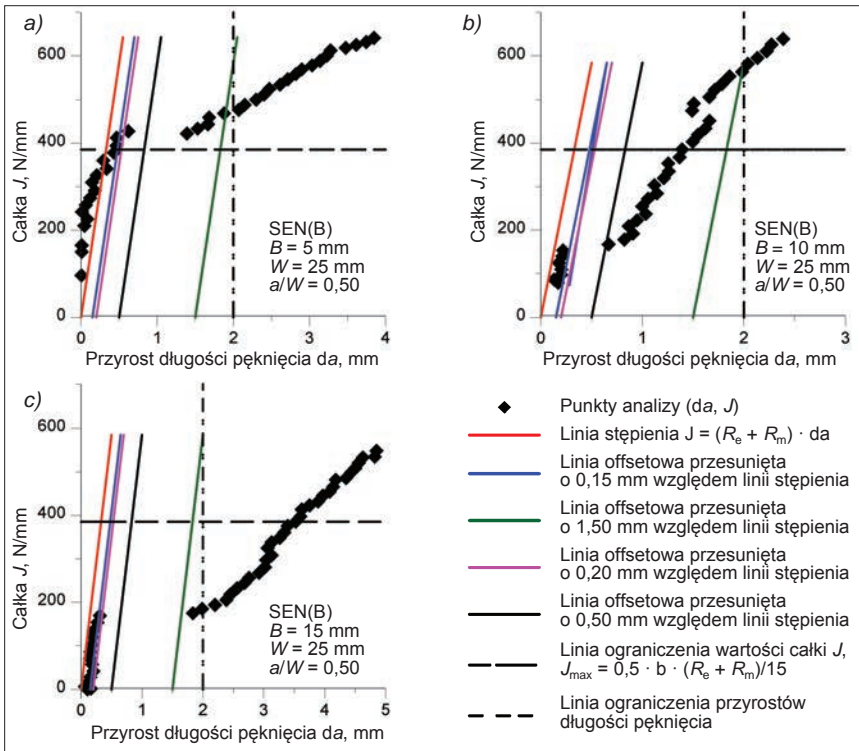 a)
600
400
200
0
Całka J, N/mm
SEN(B)
B = 5 mm
W = 25 mm
a/W = 0,50
0 1 2 3 4
Przyrost długości pęknięcia da, mm
b)
600
400
200
0
Całka J, N/mm
SEN(B)
B = 10 mm
W = 25 mm
a/W = 0,50
0 1 2 3
Przyrost długości pęknięcia da, mm
c)
600
400
200
0
Całka J, N/mm
SEN(B)
B = 15 mm
W = 25 mm
a/W = 0,50
0 1 2 3 4 5
Przyrost długości pęknięcia da, mm
Punkty analizy (da, J)
Linia stępienia J = (Re + Rm) · da
Linia offsetowa przesunięta
o 0,15 mm względem linii stępienia
Linia offsetowa przesunięta
o 1,50 mm względem linii stępienia
Linia offsetowa przesunięta
o 0,20 mm względem linii stępienia
Linia offsetowa przesunięta
o 0,50 mm względem linii stępienia
Linia ograniczenia wartości całki J,
Jmax = 0,5 · b · (Re + Rm)/15
Linia ograniczenia przyrostów
długości pęknięcia